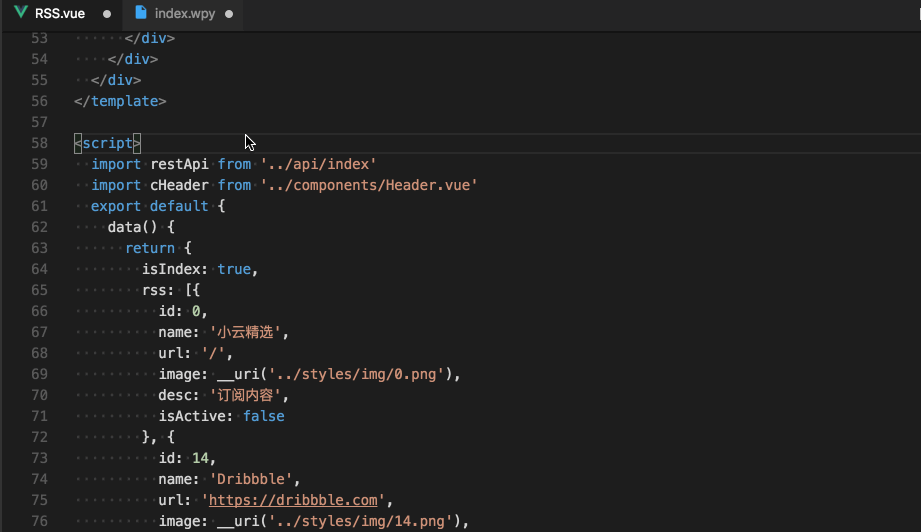 RSS.vue index.wpy
53 </div>
54 </div>
55 </div>
56 </template>
57
58 <script>
59 import restApi from '../api/index'
60 import cHeader from '../components/Header.vue'
61 export default {
62 data() {
63 return {
64 isIndex: true,
65 rss: [{
66 id: 0,
67 name: '小云精选',
68 url: '/',
69 image: __uri('../styles/img/0.png'),
70 desc: '订阅内容',
71 isActive: false
72 }, {
73 id: 14,
74 name: 'Dribbble',
75 url: 'https://dribbble.com',
76 image: __uri('../styles/img/14.png'),